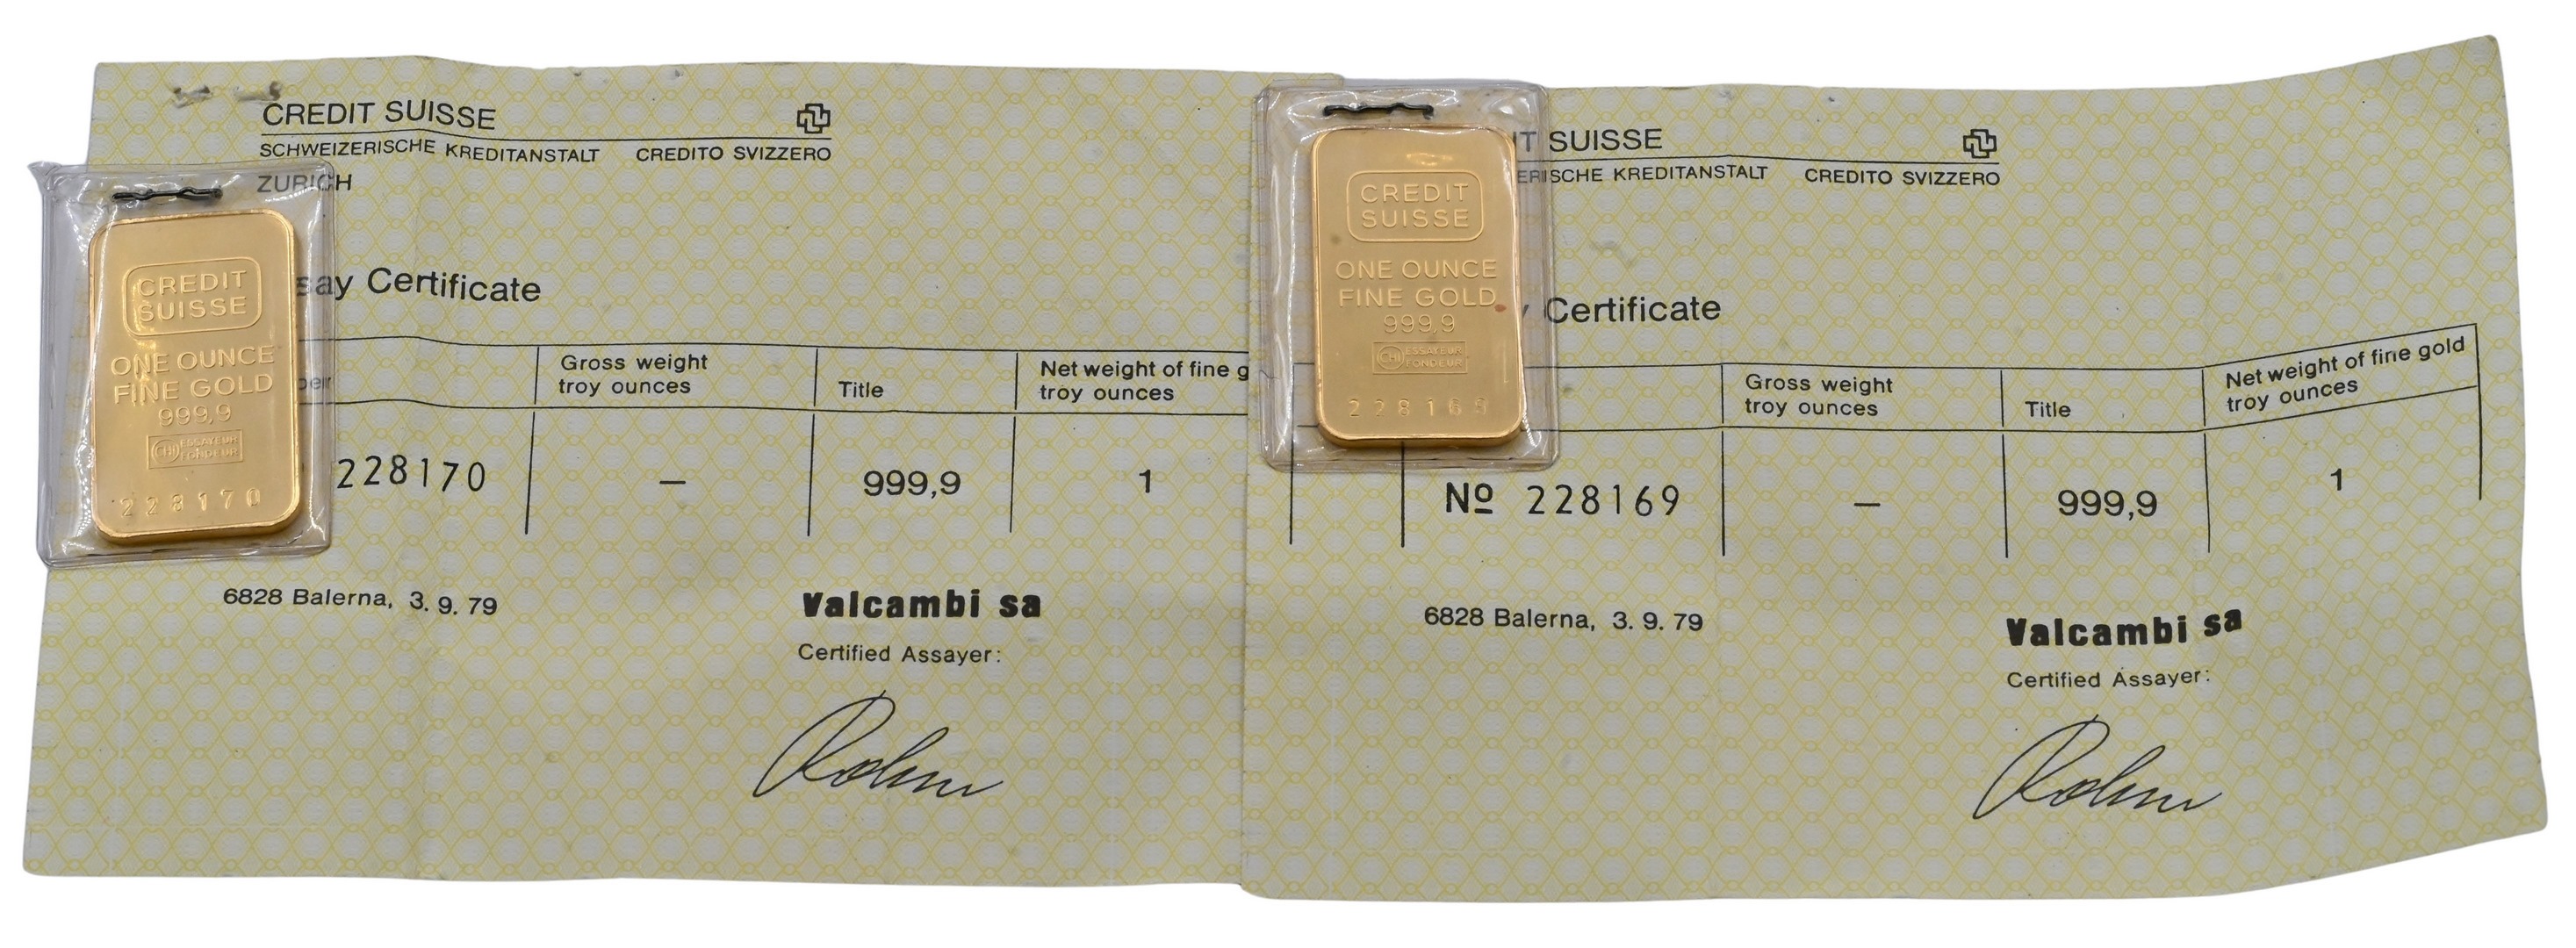 CREDIT SUISSE
SCHWEIZERISCHE KREDITANSTALT CREDITO SVIZZERO
ZURICH
say Certificate
ber
Gross weight
troy ounces
Title
Net weight of fine g
troy ounces
228170
—
999,9
1
6828 Balerna, 3. 9. 79
Valcambi sa
Certified Assayer:
CREDIT
SUISSE
ONE OUNCE
FINE GOLD
999,9
CHI ESSAYEUR
FONDEUR
228170
IT SUISSE
ERISCHE KREDITANSTALT CREDITO SVIZZERO
y Certificate
Gross weight
troy ounces
Title
Net weight of fine gold
troy ounces
Nº 228169
—
999,9
1
6828 Balerna, 3. 9. 79
Valcambi sa
Certified Assayer:
CREDIT
SUISSE
ONE OUNCE
FINE GOLD
999,9
CHI ESSAYEUR
FONDEUR
228169